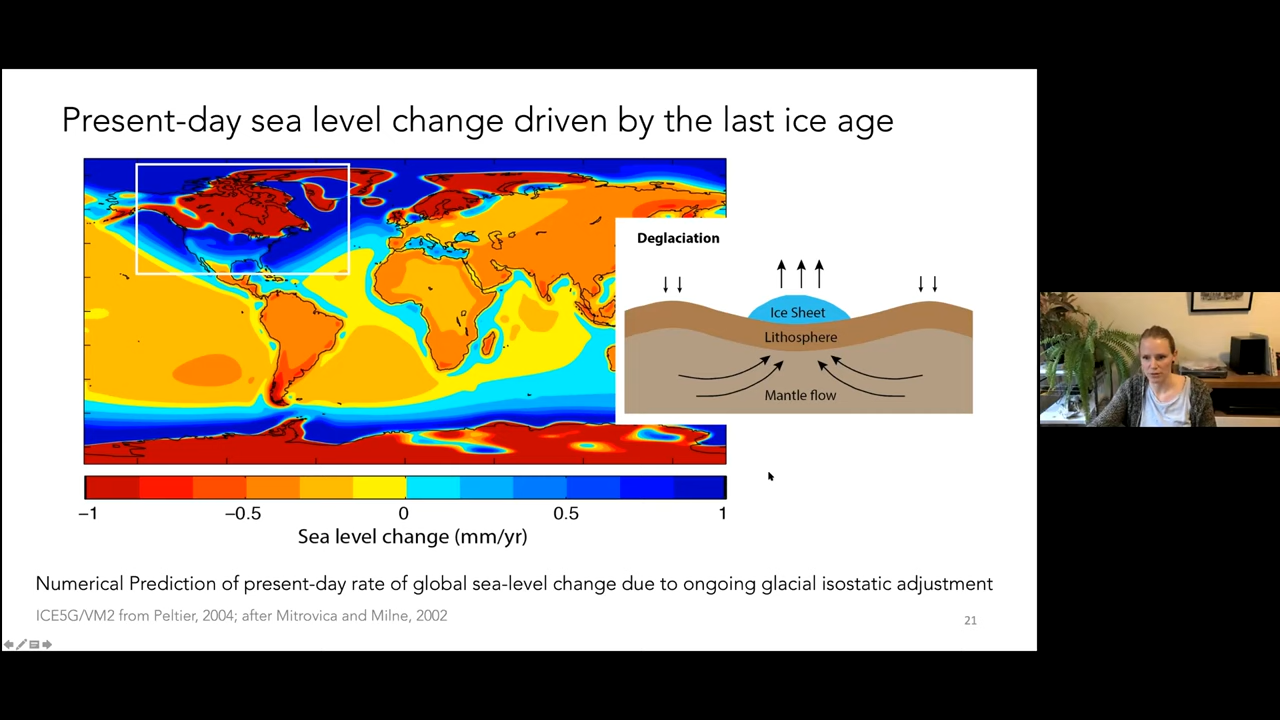 Present-day sea level change driven by the last ice age
Deglaciation
Ice Sheet
Lithosphere
Mantle flow
−1
−0.5
0
0.5
1
Sea level change (mm/yr)
Numerical Prediction of present-day rate of global sea-level change due to ongoing glacial isostatic adjustment
ICE5G/VM2 from Peltier, 2004; after Mitrovica and Milne, 2002
21